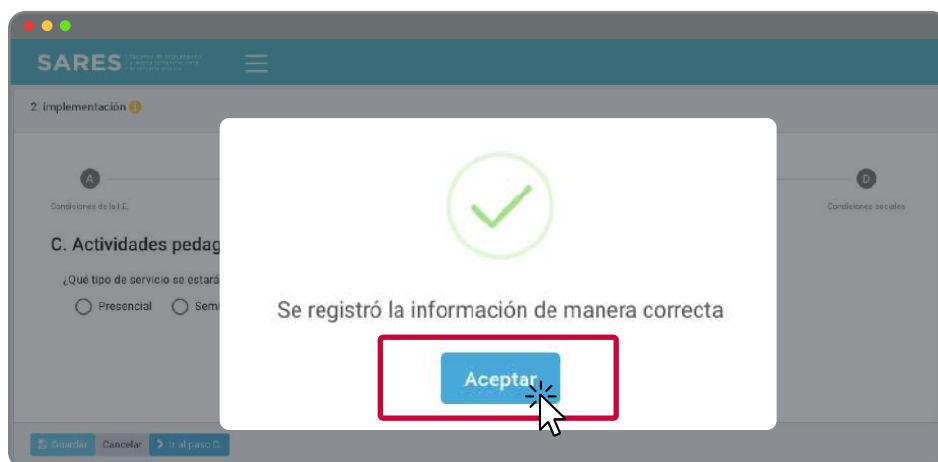 SARES
2. implementación
A
D
Condiciones de la I.E.
Condiciones sociales
C. Actividades pedag
¿Qué tipo de servicio se estará
Presencial
Semi
Se registró la información de manera correcta
Aceptar
Guardar
Cancelar
Ir al paso D.